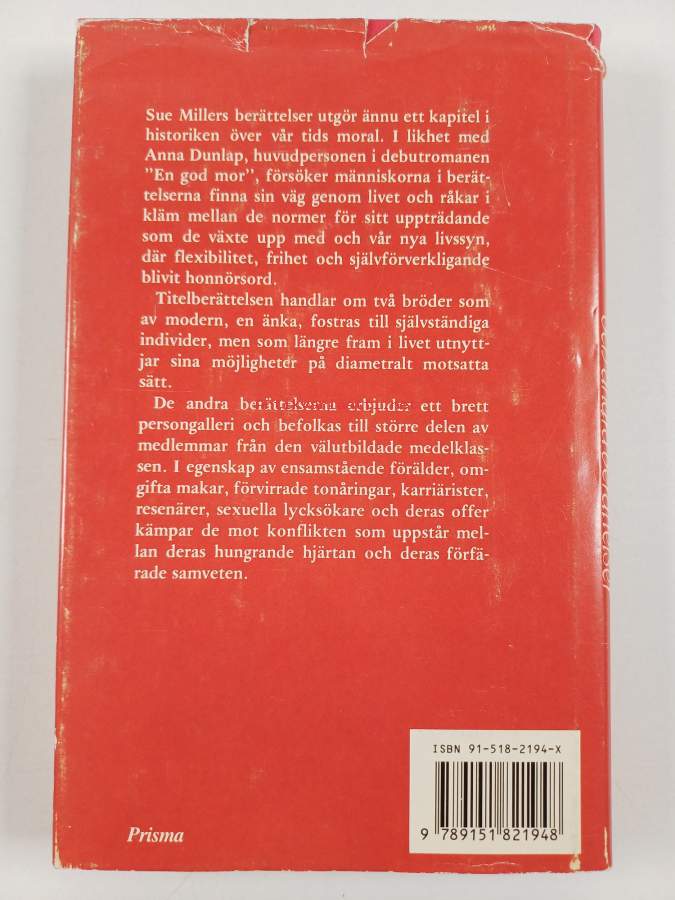 Sue Millers berättelser utgör ännu ett kapitel i
historiken över vår tids moral. I likhet med
Anna Dunlap, huvudpersonen i debutromanen
”En god mor”, försöker människorna i berät-
telserna finna sin väg genom livet och råkar i
kläm mellan de normer för sitt uppträdande
som de växte upp med och vår nya livssyn,
där flexibilitet, frihet och självförverkligande
blivit honnörsord.
Titelberättelsen handlar om två bröder som
av modern, en änka, fostras till självständiga
individer, men som längre fram i livet utnytt-
jar sina möjligheter på diametralt motsatta
sätt.
De andra berättelserna erbjuder ett brett
persongalleri och befolkas till större delen av
medlemmar från den välutbildade medelklas-
sen. I egenskap av ensamstående förälder, om-
gifta makar, förvirrade tonåringar, karriärister,
resenärer, sexuella lycksökare och deras offer
kämpar de mot konflikten som uppstår mel-
lan deras hungrande hjärtan och deras förfä-
rade samveten.
ISBN 91-518-2194-X
9 789151 821948
Prisma